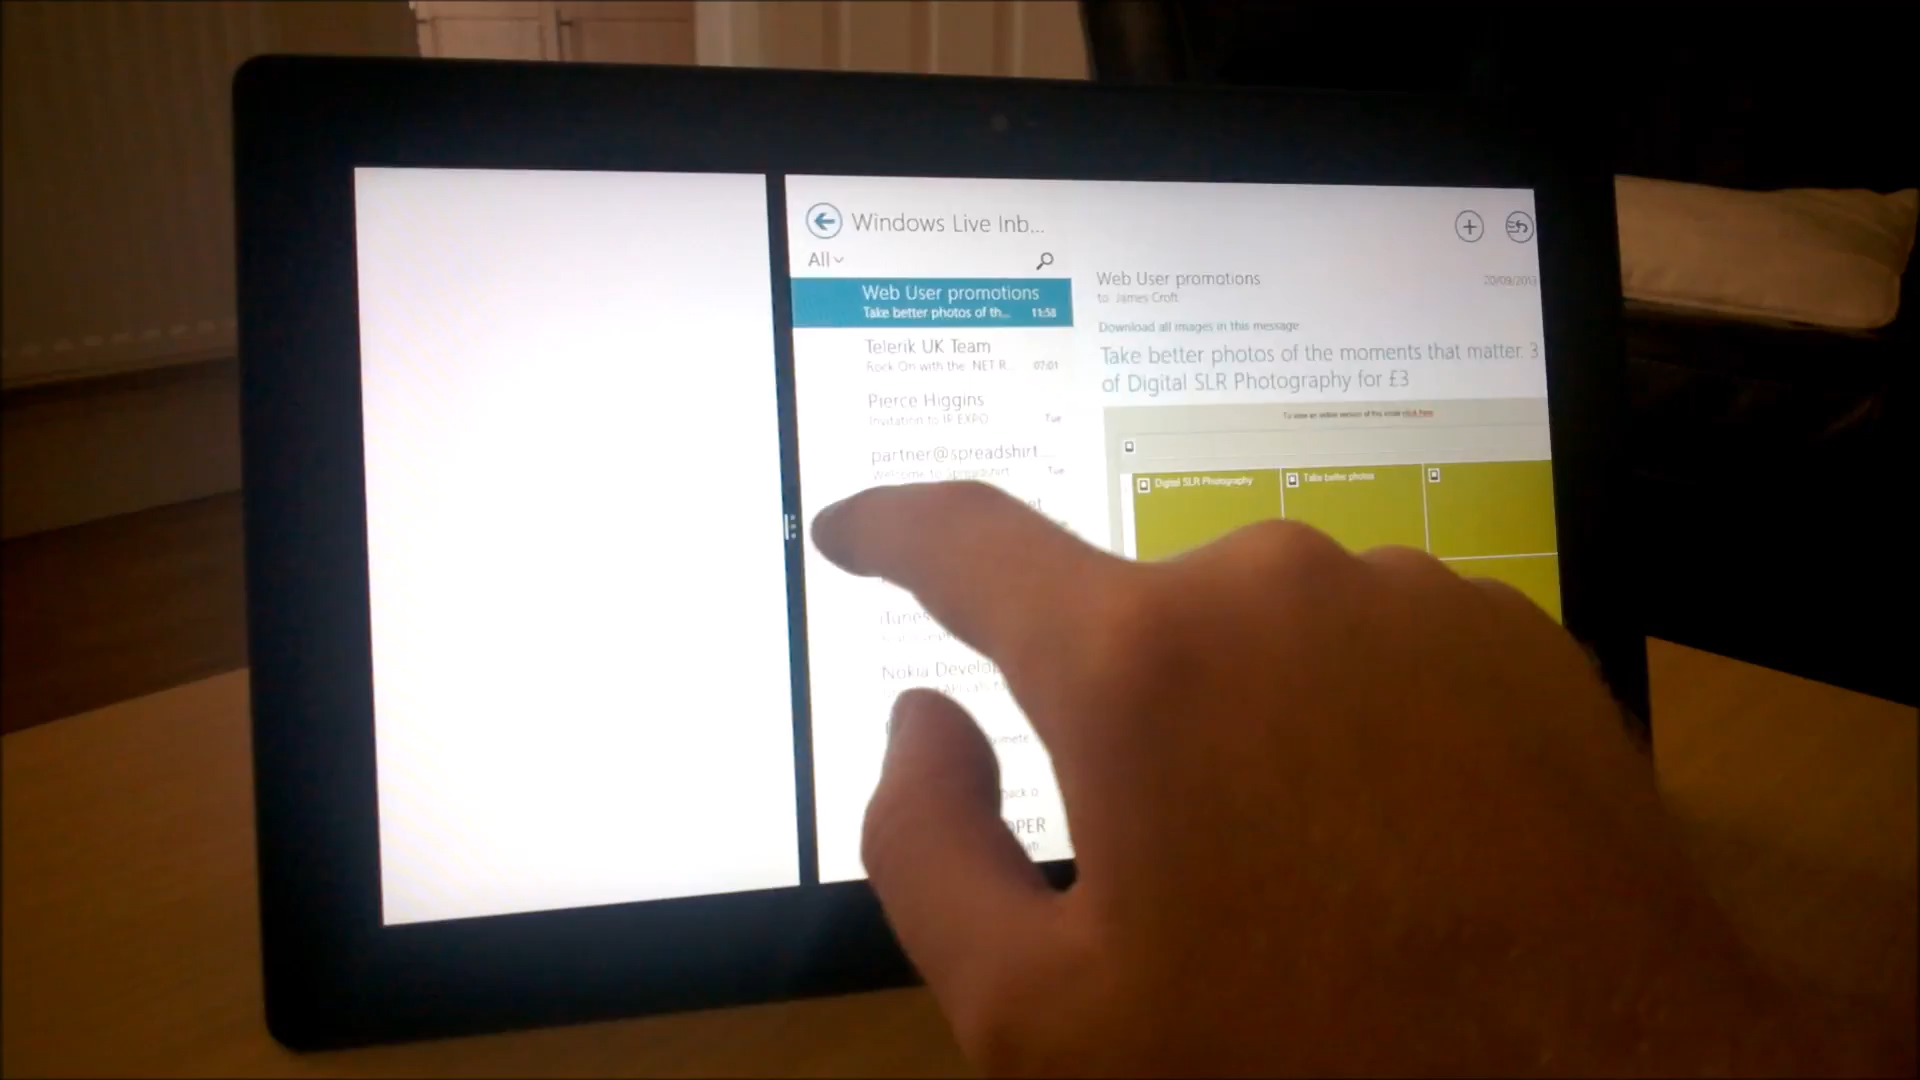 Windows Live Inb...
All
Web User promotions
Take better photos of th... 11:58
Telerik UK Team
Rock On with the .NET R... 07:01
Pierce Higgins
Invitation to IP EXPO Tue
partner@spreadshirt...
Welcome to Spreadshirt Tue
iTunes
Nokia Develop
back o
OPER
Web User promotions 20/09/2013
to James Croft
Download all images in this message
Take better photos of the moments that matter. 3
of Digital SLR Photography for £3
To view an online version of this email click here
Digital SLR Photography
Take better photos